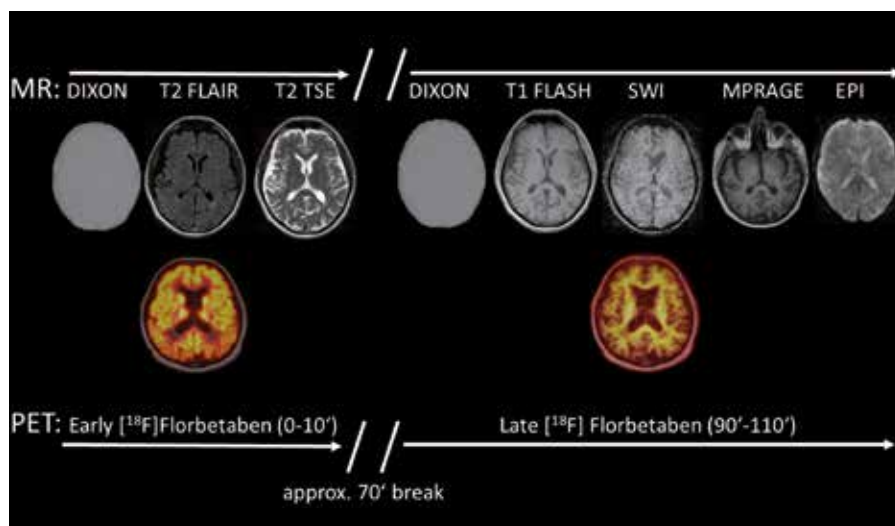 MR: DIXON T2 FLAIR T2 TSE DIXON T1 FLASH SWI MPRAGE EPI
PET: Early [¹⁸F]Florbetaben (0-10‘) Late [¹⁸F] Florbetaben (90‘-110‘)
approx. 70‘ break